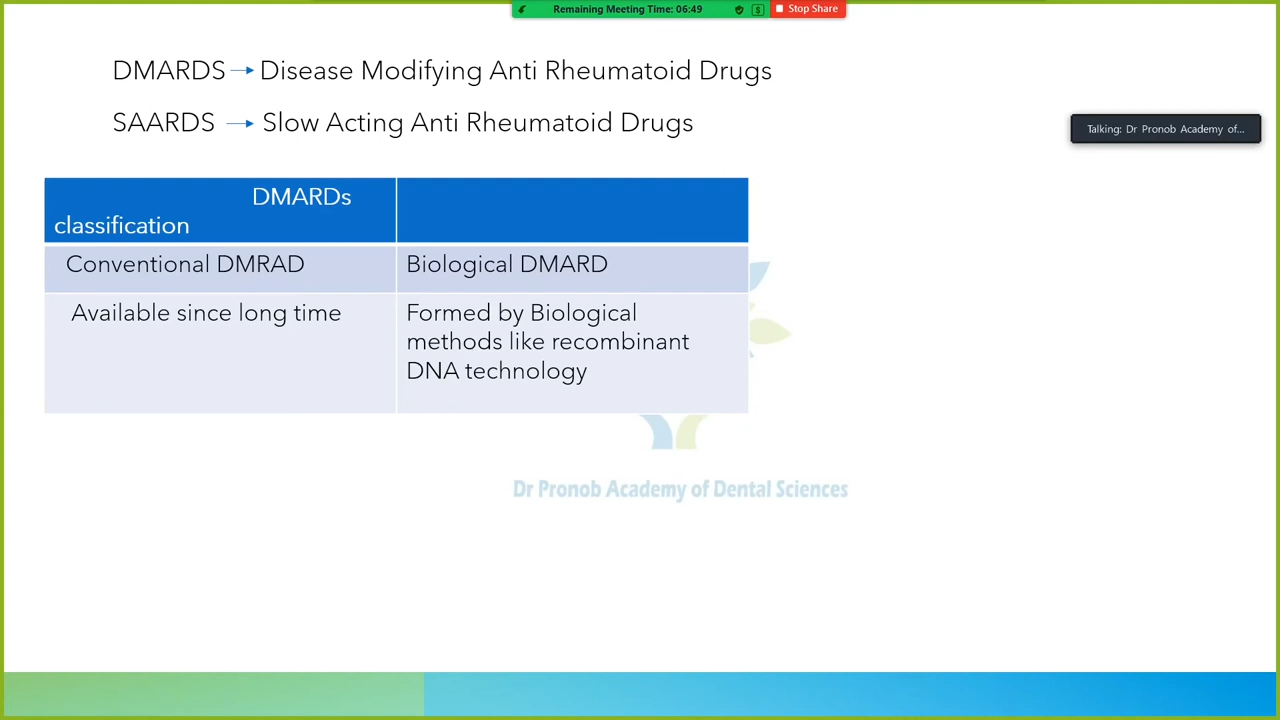 Remaining Meeting Time: 06:49
Stop Share
DMARDS → Disease Modifying Anti Rheumatoid Drugs
SAARDS → Slow Acting Anti Rheumatoid Drugs
Talking: Dr Pronob Academy of...
DMARDs
classification
Conventional DMRAD
Biological DMARD
Available since long time
Formed by Biological
methods like recombinant
DNA technology
Dr Pronob Academy of Dental Sciences